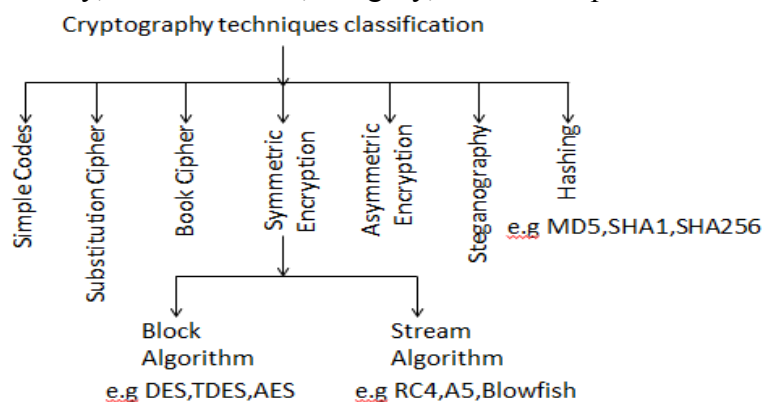 Cryptography techniques classification
Simple Codes
Substitution Cipher
Book Cipher
Symmetric
Encryption
Asymmetric
Encryption
Steganography
Hashing
e.g MD5,SHA1,SHA256
Block
Algorithm
e.g DES,TDES,AES
Stream
Algorithm
e.g RC4,A5,Blowfish